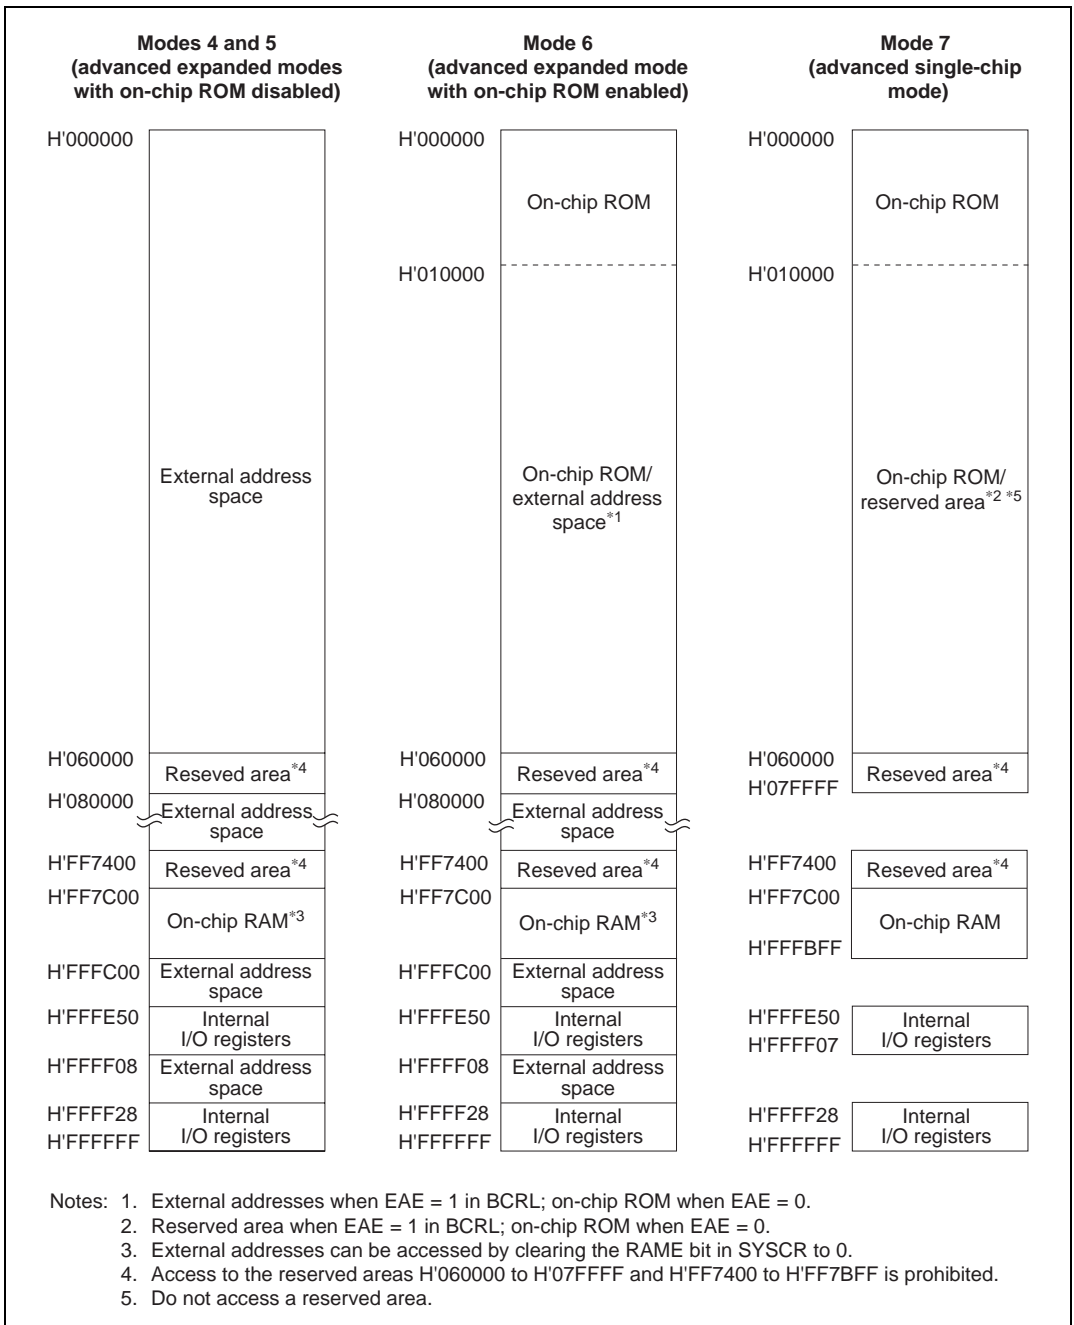 Modes 4 and 5
(advanced expanded modes
with on-chip ROM disabled)
H'000000
External address
space
H'060000
Reseved area*4
H'080000
External address
space
H'FF7400
Reseved area*4
H'FF7C00
On-chip RAM*3
H'FFFC00
External address
space
H'FFFE50
Internal
I/O registers
H'FFFF08
External address
space
H'FFFF28
Internal
I/O registers
H'FFFFFF
Mode 6
(advanced expanded mode
with on-chip ROM enabled)
H'000000
On-chip ROM
H'010000
On-chip ROM/
external address
space*1
H'060000
Reseved area*4
H'080000
External address
space
H'FF7400
Reseved area*4
H'FF7C00
On-chip RAM*3
H'FFFC00
External address
space
H'FFFE50
Internal
I/O registers
H'FFFF08
External address
space
H'FFFF28
Internal
I/O registers
H'FFFFFF
Mode 7
(advanced single-chip
mode)
H'000000
On-chip ROM
H'010000
On-chip ROM/
reserved area*2 *5
H'060000
Reseved area*4
H'07FFFF
H'FF7400
Reseved area*4
H'FF7C00
On-chip RAM
H'FFFBFF
H'FFFE50
Internal
I/O registers
H'FFFF07
H'FFFF28
Internal
I/O registers
H'FFFFFF
Notes: 1. External addresses when EAE = 1 in BCRL; on-chip ROM when EAE = 0.
2. Reserved area when EAE = 1 in BCRL; on-chip ROM when EAE = 0.
3. External addresses can be accessed by clearing the RAME bit in SYSCR to 0.
4. Access to the reserved areas H'060000 to H'07FFFF and H'FF7400 to H'FF7BFF is prohibited.
5. Do not access a reserved area.